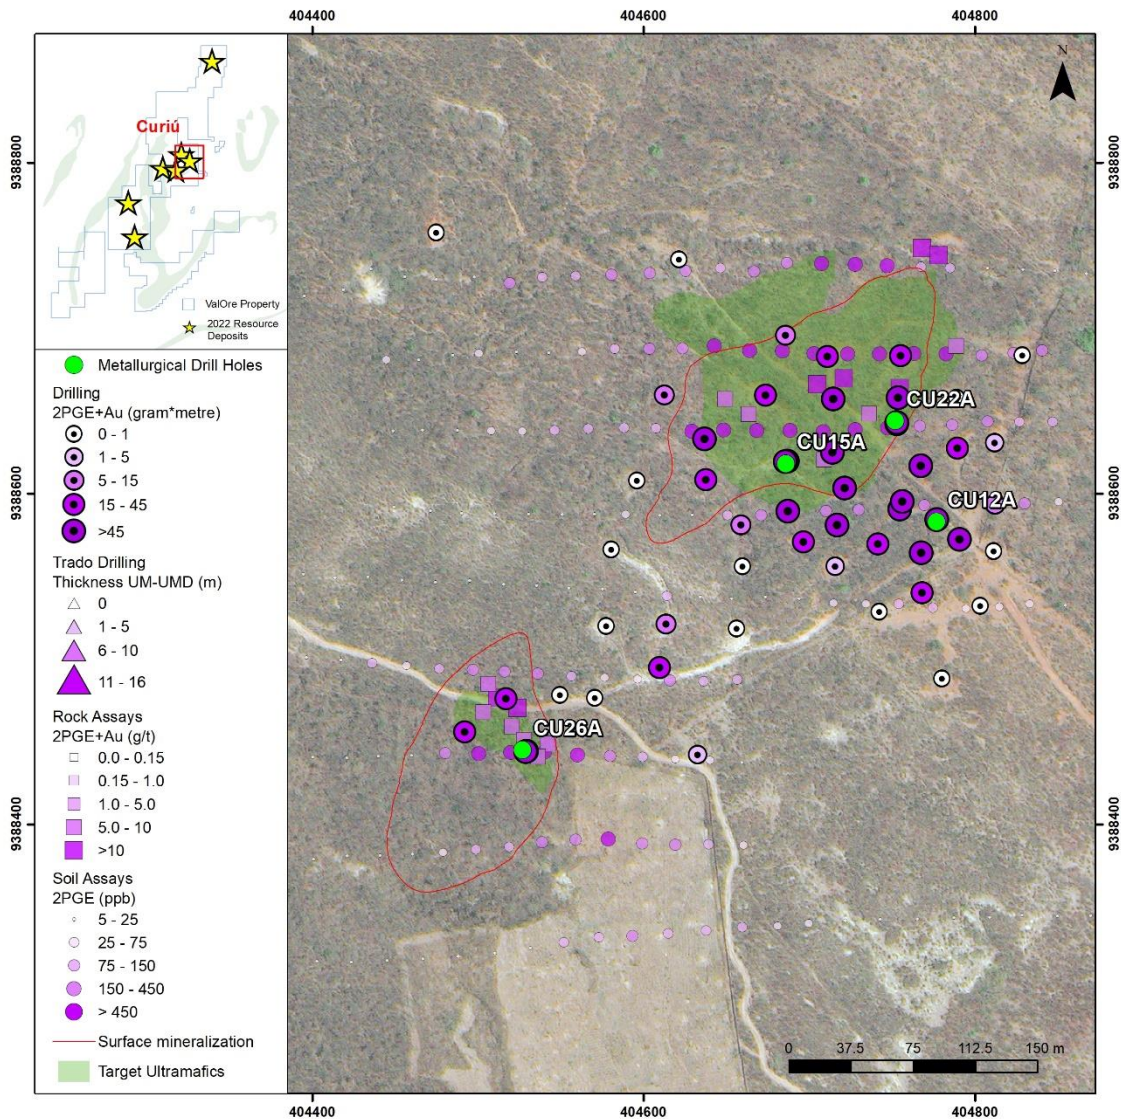 404400
404600
404800
N
Curiú
ValOre Property
2022 Resource
Deposits
9388800
9388800
Metallurgical Drill Holes
Drilling
2PGE+Au (gram*metre)
0 - 1
1 - 5
5 - 15
15 - 45
>45
CU22A
CU15A
CU12A
9388600
9388600
Trado Drilling
Thickness UM-UMD (m)
0
1 - 5
6 - 10
11 - 16
Rock Assays
2PGE+Au (g/t)
0.0 - 0.15
0.15 - 1.0
1.0 - 5.0
5.0 - 10
>10
CU26A
9388400
9388400
Soil Assays
2PGE (ppb)
5 - 25
25 - 75
75 - 150
150 - 450
> 450
Surface mineralization
Target Ultramafics
0 37.5 75 112.5 150 m
404400
404600
404800